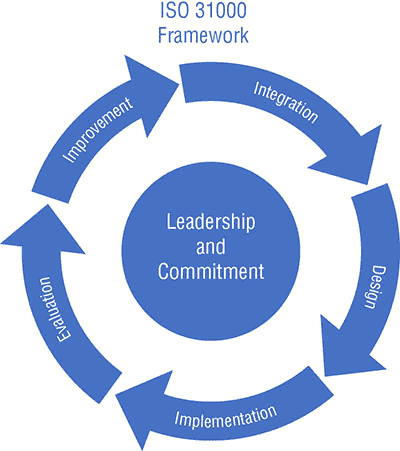 ISO 31000
Framework
Integration
Design
Implementation
Evaluation
Improvement
Leadership
and
Commitment